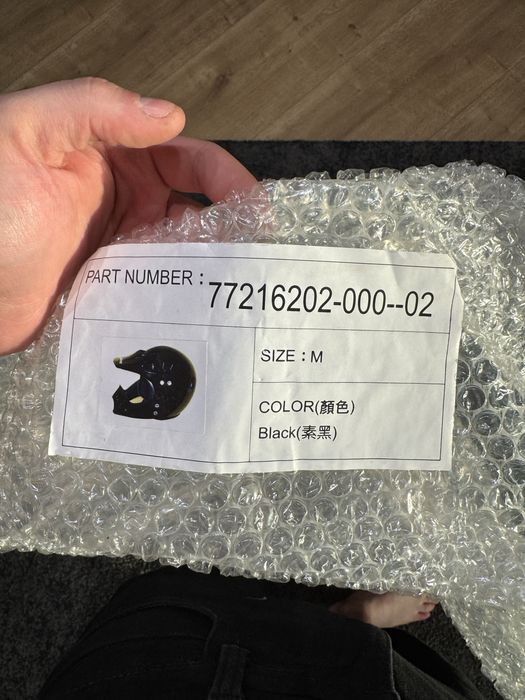 PART NUMBER：77216202-000--02
SIZE：M
COLOR(顏色)
Black(素黑)